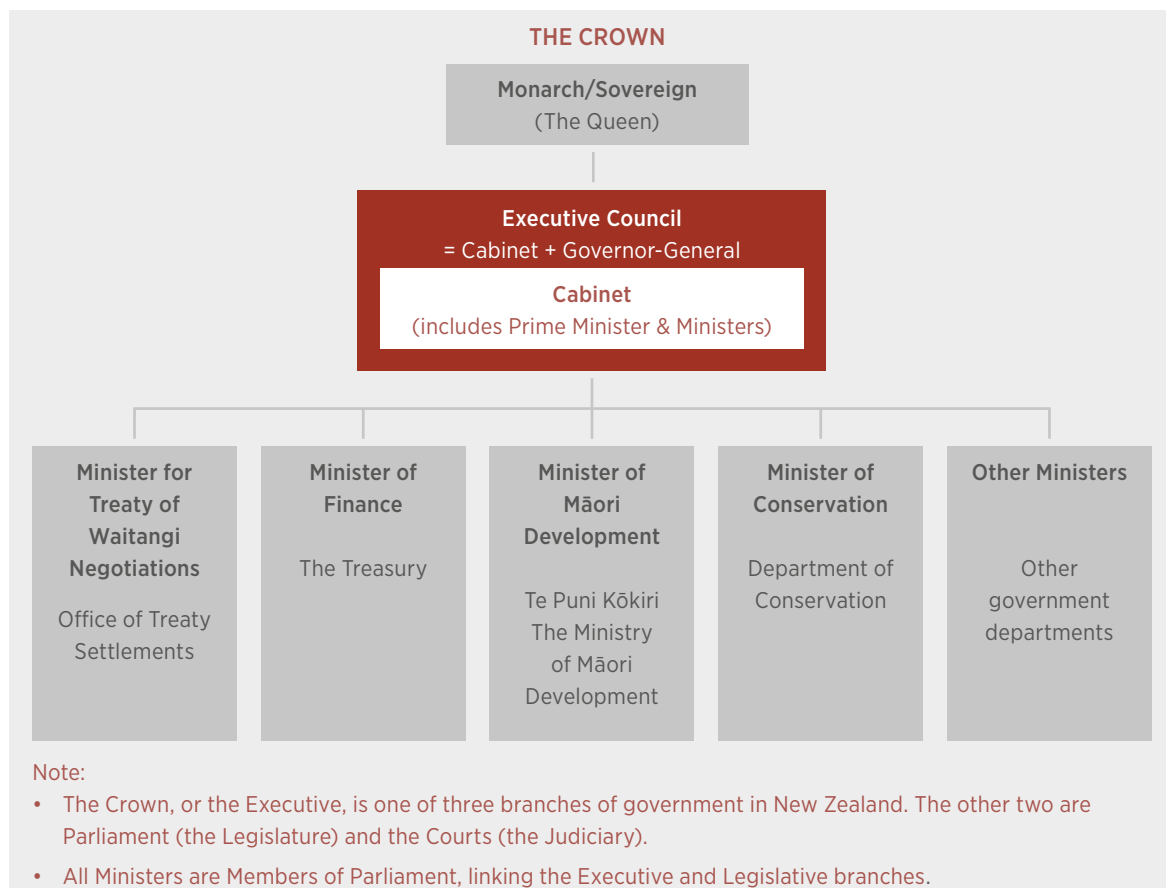 THE CROWN
Monarch/Sovereign
(The Queen)
Executive Council
= Cabinet + Governor-General
Cabinet
(includes Prime Minister & Ministers)
Minister for
Treaty of
Waitangi
Negotiations
Office of Treaty
Settlements
Minister of
Finance
The Treasury
Minister of
Māori
Development
Te Puni Kōkiri
The Ministry
of Māori
Development
Minister of
Conservation
Department of
Conservation
Other Ministers
Other
government
departments
Note:
• The Crown, or the Executive, is one of three branches of government in New Zealand. The other two are
Parliament (the Legislature) and the Courts (the Judiciary).
• All Ministers are Members of Parliament, linking the Executive and Legislative branches.